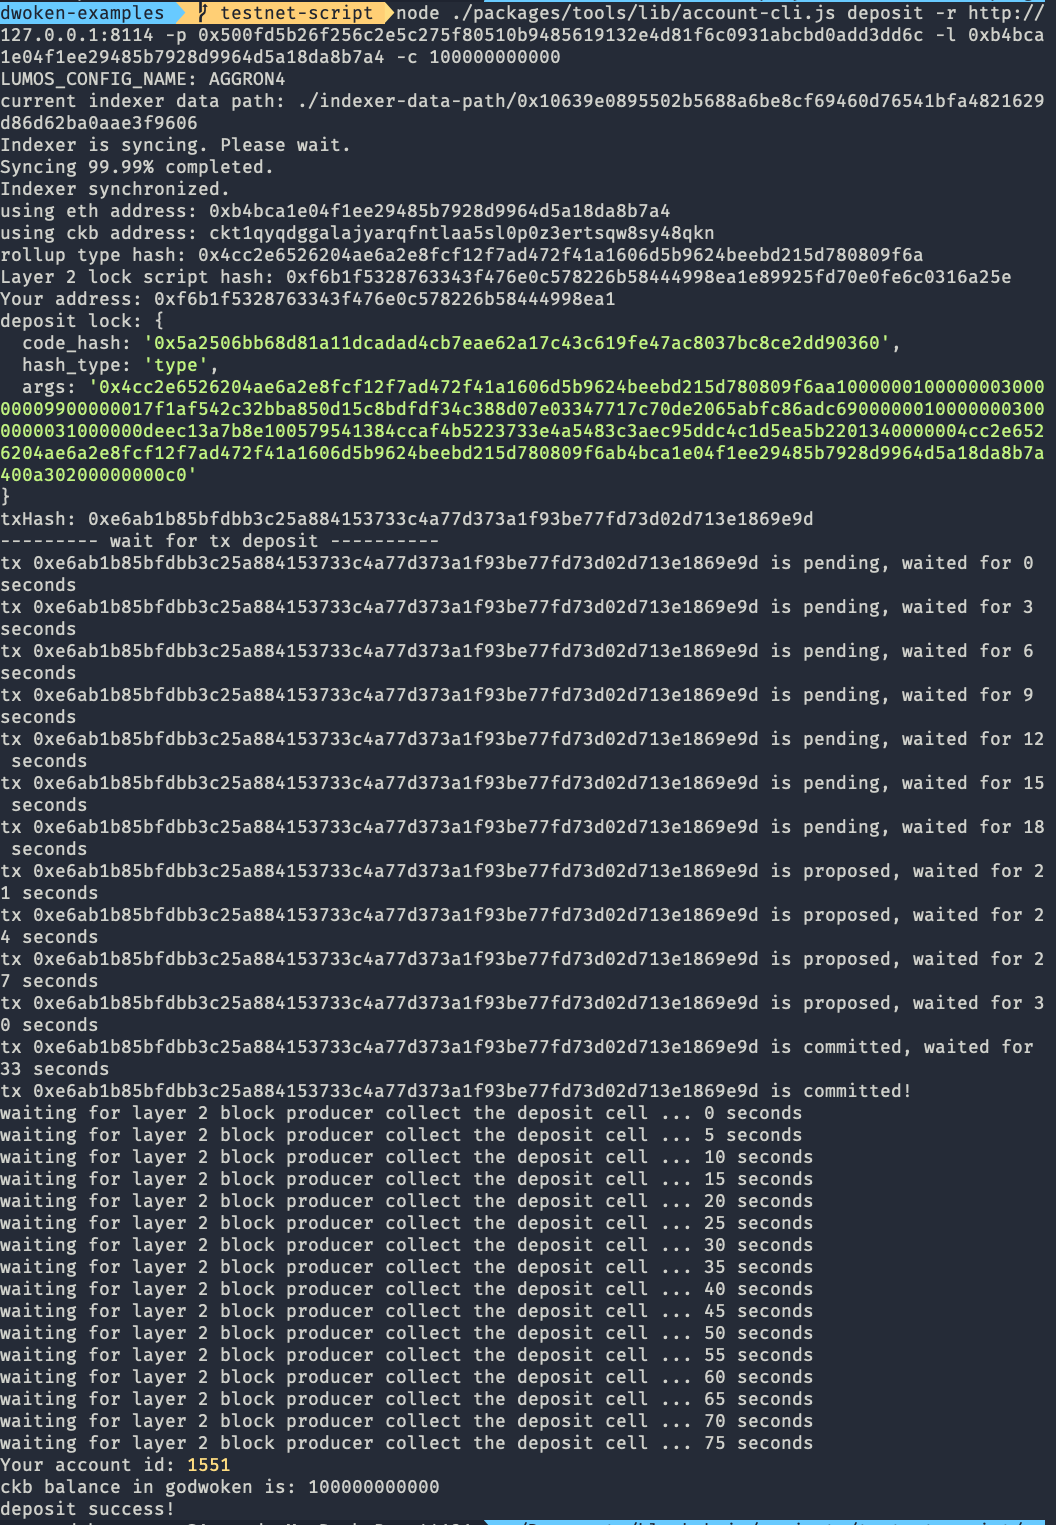 dwoken-examples testnet-script node ./packages/tools/lib/account-cli.js deposit -r http://
127.0.0.1:8114 -p 0x500fd5b26f256c2e5c275f80510b9485619132e4d81f6c0931abcbd0add3dd6c -l 0xb4bca
1e04f1ee29485b7928d9964d5a18da8b7a4 -c 100000000000
LUMOS_CONFIG_NAME: AGGRON4
current indexer data path: ./indexer-data-path/0x10639e0895502b5688a6be8cf69460d76541bfa4821629
d86d62ba0aae3f9606
Indexer is syncing. Please wait.
Syncing 99.99% completed.
Indexer synchronized.
using eth address: 0xb4bca1e04f1ee29485b7928d9964d5a18da8b7a4
using ckb address: ckt1qyqdggalajyarqfntlaa5sl0p0z3ertsqw8sy48qkn
rollup type hash: 0x4cc2e6526204ae6a2e8fcf12f7ad472f41a1606d5b9624beebd215d780809f6a
Layer 2 lock script hash: 0xf6b1f5328763343f476e0c578226b58444998ea1e89925fd70e0fe6c0316a25e
Your address: 0xf6b1f5328763343f476e0c578226b58444998ea1
deposit lock: {
  code_hash: '0x5a2506bb68d81a11dcadad4cb7eae62a17c43c619fe47ac8037bc8ce2dd90360',
  hash_type: 'type',
  args: '0x4cc2e6526204ae6a2e8fcf12f7ad472f41a1606d5b9624beebd215d780809f6aa1000000100000003000
00009900000017f1af542c32bba850d15c8bdfdf34c388d07e03347717c70de2065abfc86adc6900000010000000300
0000031000000deec13a7b8e100579541384ccaf4b5223733e4a5483c3aec95ddc4c1d5ea5b2201340000004cc2e652
6204ae6a2e8fcf12f7ad472f41a1606d5b9624beebd215d780809f6ab4bca1e04f1ee29485b7928d9964d5a18da8b7a
400a30200000000c0'
}
txHash: 0xe6ab1b85bfdbb3c25a884153733c4a77d373a1f93be77fd73d02d713e1869e9d
--------- wait for tx deposit ----------
tx 0xe6ab1b85bfdbb3c25a884153733c4a77d373a1f93be77fd73d02d713e1869e9d is pending, waited for 0
seconds
tx 0xe6ab1b85bfdbb3c25a884153733c4a77d373a1f93be77fd73d02d713e1869e9d is pending, waited for 3
seconds
tx 0xe6ab1b85bfdbb3c25a884153733c4a77d373a1f93be77fd73d02d713e1869e9d is pending, waited for 6
seconds
tx 0xe6ab1b85bfdbb3c25a884153733c4a77d373a1f93be77fd73d02d713e1869e9d is pending, waited for 9
seconds
tx 0xe6ab1b85bfdbb3c25a884153733c4a77d373a1f93be77fd73d02d713e1869e9d is pending, waited for 12
 seconds
tx 0xe6ab1b85bfdbb3c25a884153733c4a77d373a1f93be77fd73d02d713e1869e9d is pending, waited for 15
 seconds
tx 0xe6ab1b85bfdbb3c25a884153733c4a77d373a1f93be77fd73d02d713e1869e9d is pending, waited for 18
 seconds
tx 0xe6ab1b85bfdbb3c25a884153733c4a77d373a1f93be77fd73d02d713e1869e9d is proposed, waited for 2
1 seconds
tx 0xe6ab1b85bfdbb3c25a884153733c4a77d373a1f93be77fd73d02d713e1869e9d is proposed, waited for 2
4 seconds
tx 0xe6ab1b85bfdbb3c25a884153733c4a77d373a1f93be77fd73d02d713e1869e9d is proposed, waited for 2
7 seconds
tx 0xe6ab1b85bfdbb3c25a884153733c4a77d373a1f93be77fd73d02d713e1869e9d is proposed, waited for 3
0 seconds
tx 0xe6ab1b85bfdbb3c25a884153733c4a77d373a1f93be77fd73d02d713e1869e9d is committed, waited for
33 seconds
tx 0xe6ab1b85bfdbb3c25a884153733c4a77d373a1f93be77fd73d02d713e1869e9d is committed!
waiting for layer 2 block producer collect the deposit cell ... 0 seconds
waiting for layer 2 block producer collect the deposit cell ... 5 seconds
waiting for layer 2 block producer collect the deposit cell ... 10 seconds
waiting for layer 2 block producer collect the deposit cell ... 15 seconds
waiting for layer 2 block producer collect the deposit cell ... 20 seconds
waiting for layer 2 block producer collect the deposit cell ... 25 seconds
waiting for layer 2 block producer collect the deposit cell ... 30 seconds
waiting for layer 2 block producer collect the deposit cell ... 35 seconds
waiting for layer 2 block producer collect the deposit cell ... 40 seconds
waiting for layer 2 block producer collect the deposit cell ... 45 seconds
waiting for layer 2 block producer collect the deposit cell ... 50 seconds
waiting for layer 2 block producer collect the deposit cell ... 55 seconds
waiting for layer 2 block producer collect the deposit cell ... 60 seconds
waiting for layer 2 block producer collect the deposit cell ... 65 seconds
waiting for layer 2 block producer collect the deposit cell ... 70 seconds
waiting for layer 2 block producer collect the deposit cell ... 75 seconds
Your account id: 1551
ckb balance in godwoken is: 100000000000
deposit success!